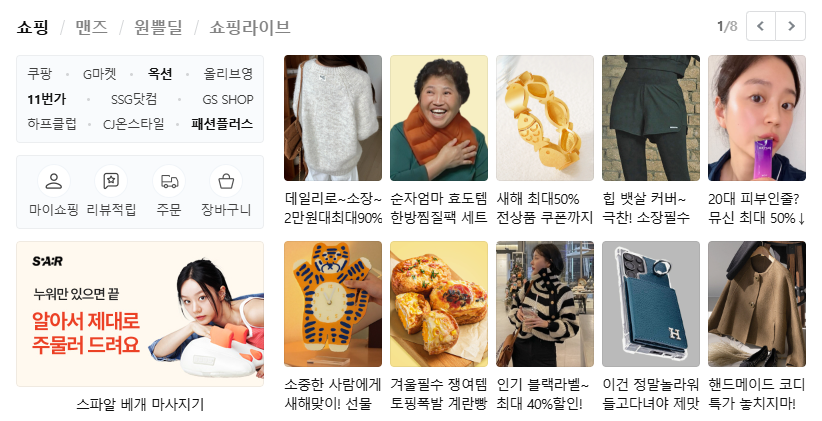 쇼핑 / 맨즈 / 원쁠딜 / 쇼핑라이브
1/8
쿠팡 · G마켓 · 옥션 · 올리브영
11번가 · SSG닷컴 · GS SHOP
하프클럽 · CJ온스타일 · 패션플러스
마이쇼핑 리뷰적립 주문 장바구니
S:A:R
누워만 있으면 끝
알아서 제대로
주물러 드려요
스파알 베개 마사지기
데일리로~소장~
2만원대최대90%
순자엄마 효도템
한방찜질팩 세트
새해 최대50%
전상품 쿠폰까지
힙 뱃살 커버~
극찬! 소장필수
20대 피부인줄?
뮤신 최대 50%↓
소중한 사람에게
새해맞이! 선물
겨울필수 쟁여템
토핑폭발 계란빵
인기 블랙라벨~
최대 40%할인!
H
이건 정말놀라워
들고다녀야 제맛
핸드메이드 코디
특가 놓치지마!